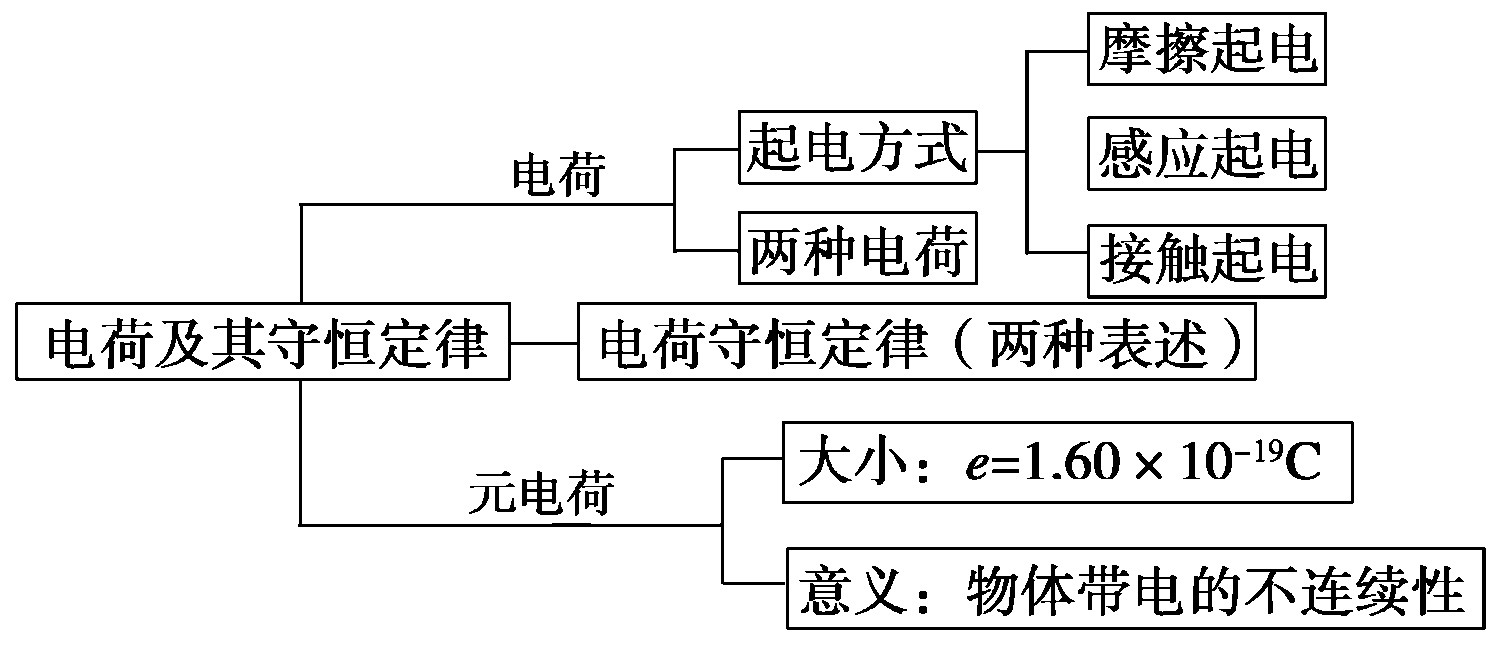 摩擦起电
起电方式
感应起电
电荷
两种电荷
接触起电
电荷及其守恒定律
电荷守恒定律（两种表述）
大小：e=1.60×10⁻¹⁹C
元电荷
意义：物体带电的不连续性